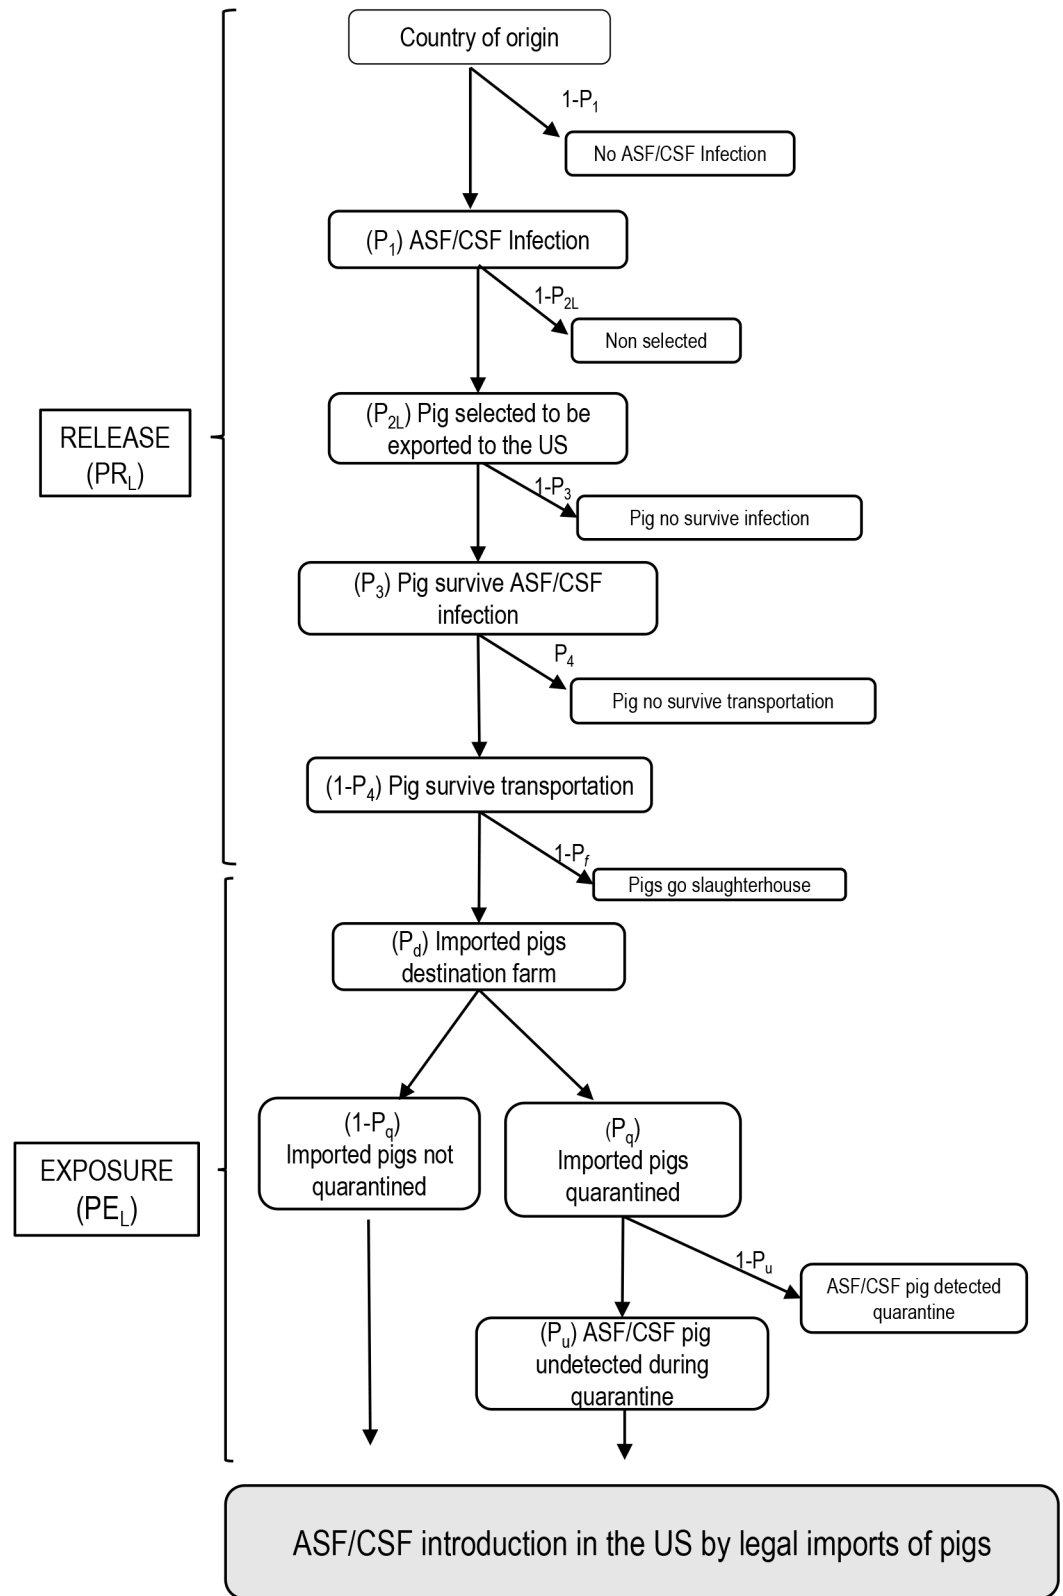 Country of origin
1-P₁
No ASF/CSF Infection
(P₁) ASF/CSF Infection
1-P₂L
Non selected
(P₂L) Pig selected to be
exported to the US
RELEASE
(PRL)
1-P₃
Pig no survive infection
(P₃) Pig survive ASF/CSF
infection
P₄
Pig no survive transportation
(1-P₄) Pig survive transportation
1-Pf
Pigs go slaughterhouse
(Pd) Imported pigs
destination farm
(1-Pq)
Imported pigs not
quarantined
(Pq)
Imported pigs
quarantined
EXPOSURE
(PEL)
1-Pu
ASF/CSF pig detected
quarantine
(Pu) ASF/CSF pig
undetected during
quarantine
ASF/CSF introduction in the US by legal imports of pigs